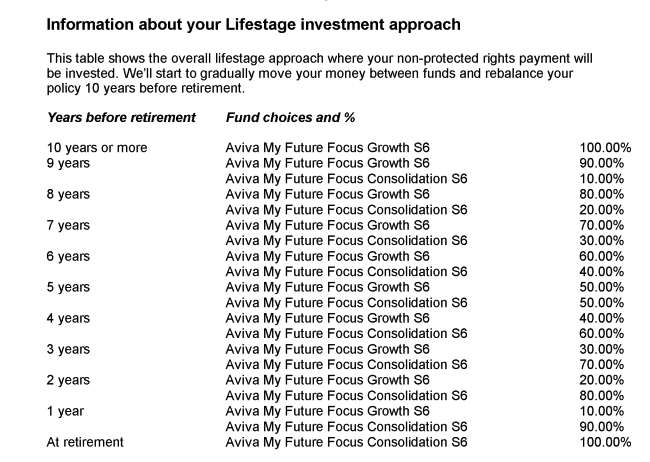 Information about your Lifestage investment approach
This table shows the overall lifestage approach where your non-protected rights payment will
be invested. We'll start to gradually move your money between funds and rebalance your
policy 10 years before retirement.
Years before retirement Fund choices and %
10 years or more Aviva My Future Focus Growth S6 100.00%
9 years Aviva My Future Focus Growth S6 90.00%
Aviva My Future Focus Consolidation S6 10.00%
8 years Aviva My Future Focus Growth S6 80.00%
Aviva My Future Focus Consolidation S6 20.00%
7 years Aviva My Future Focus Growth S6 70.00%
Aviva My Future Focus Consolidation S6 30.00%
6 years Aviva My Future Focus Growth S6 60.00%
Aviva My Future Focus Consolidation S6 40.00%
5 years Aviva My Future Focus Growth S6 50.00%
Aviva My Future Focus Consolidation S6 50.00%
4 years Aviva My Future Focus Growth S6 40.00%
Aviva My Future Focus Consolidation S6 60.00%
3 years Aviva My Future Focus Growth S6 30.00%
Aviva My Future Focus Consolidation S6 70.00%
2 years Aviva My Future Focus Growth S6 20.00%
Aviva My Future Focus Consolidation S6 80.00%
1 year Aviva My Future Focus Growth S6 10.00%
Aviva My Future Focus Consolidation S6 90.00%
At retirement Aviva My Future Focus Consolidation S6 100.00%